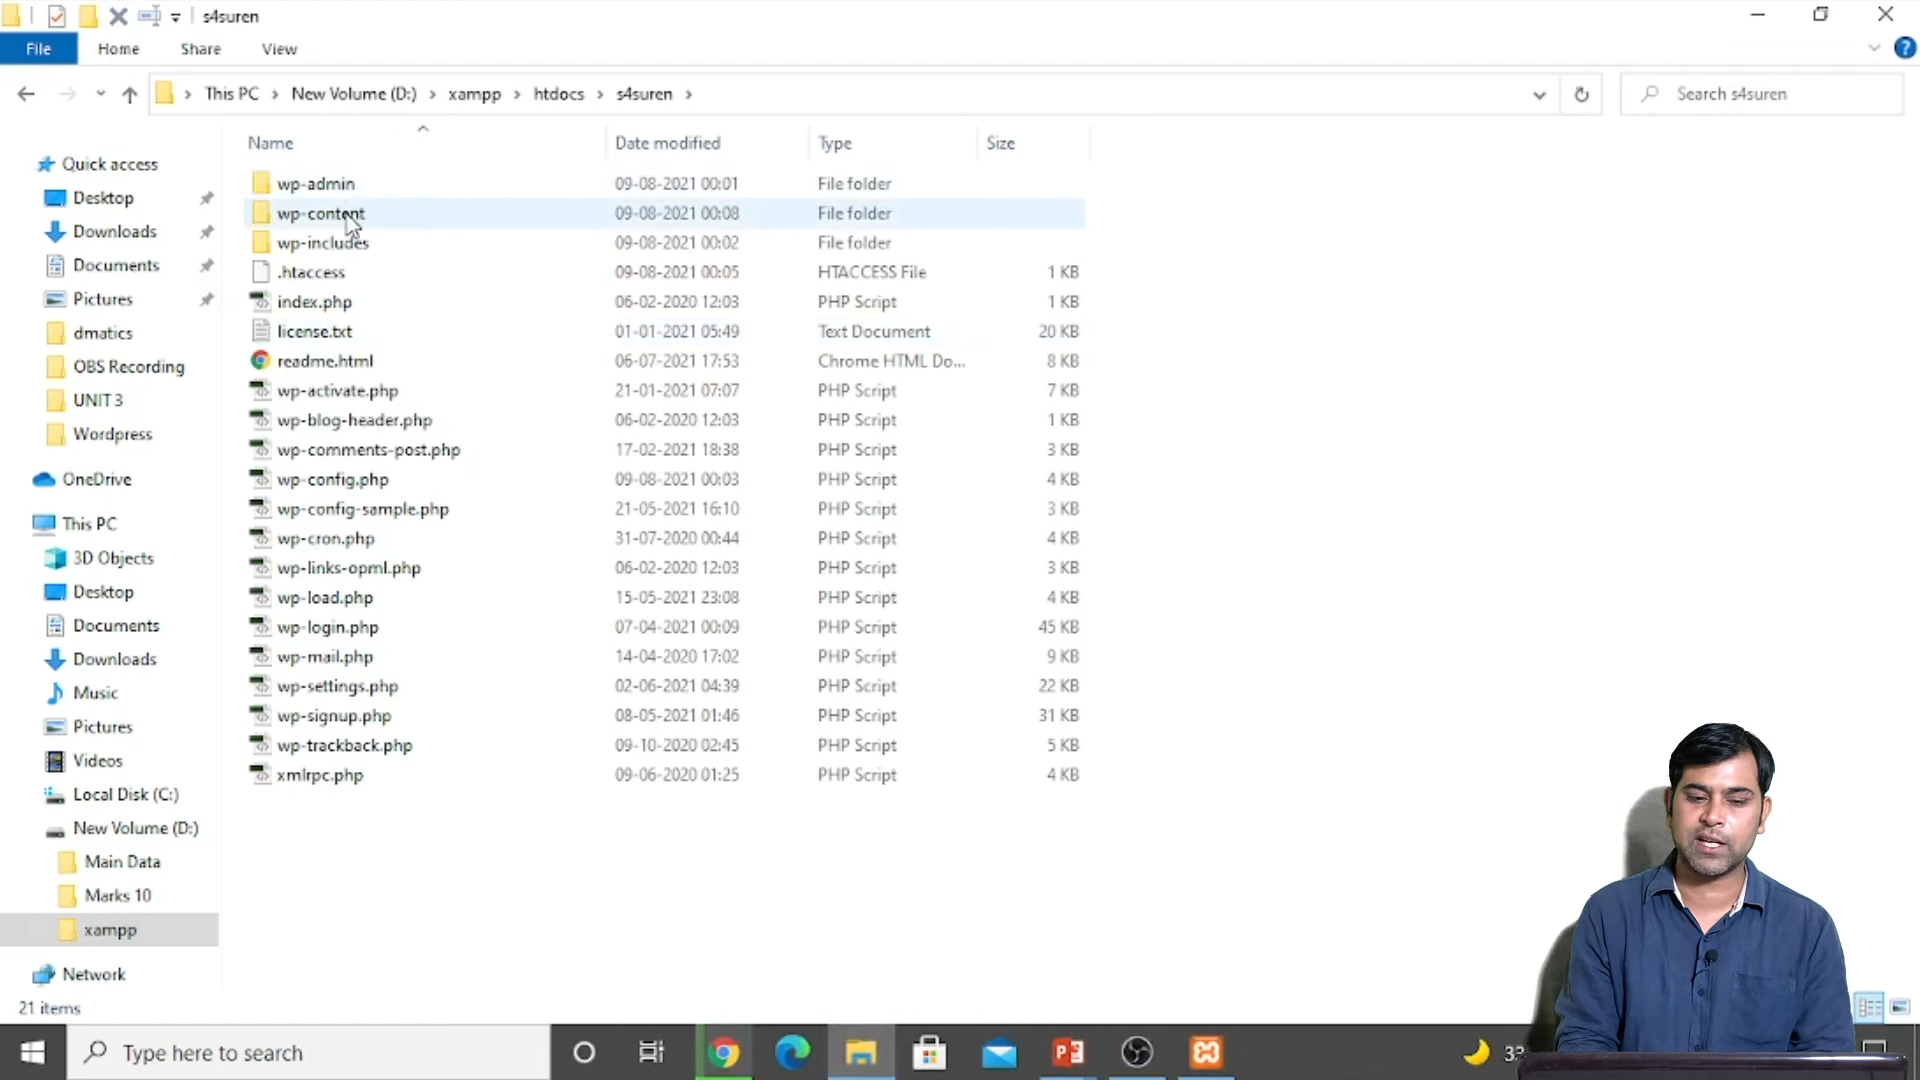 s4suren
File Home Share View
This PC > New Volume (D:) > xampp > htdocs > s4suren >
Search s4suren
Name Date modified Type Size
Quick access
Desktop
Downloads
Documents
Pictures
dmatics
OBS Recording
UNIT 3
Wordpress
OneDrive
This PC
3D Objects
Desktop
Documents
Downloads
Music
Pictures
Videos
Local Disk (C:)
New Volume (D:)
Main Data
Marks 10
xampp
Network
wp-admin 09-08-2021 00:01 File folder
wp-content 09-08-2021 00:08 File folder
wp-includes 09-08-2021 00:02 File folder
.htaccess 09-08-2021 00:05 HTACCESS File 1 KB
index.php 06-02-2020 12:03 PHP Script 1 KB
license.txt 01-01-2021 05:49 Text Document 20 KB
readme.html 06-07-2021 17:53 Chrome HTML Do... 8 KB
wp-activate.php 21-01-2021 07:07 PHP Script 7 KB
wp-blog-header.php 06-02-2020 12:03 PHP Script 1 KB
wp-comments-post.php 17-02-2021 18:38 PHP Script 3 KB
wp-config.php 09-08-2021 00:03 PHP Script 4 KB
wp-config-sample.php 21-05-2021 16:10 PHP Script 3 KB
wp-cron.php 31-07-2020 00:44 PHP Script 4 KB
wp-links-opml.php 06-02-2020 12:03 PHP Script 3 KB
wp-load.php 15-05-2021 23:08 PHP Script 4 KB
wp-login.php 07-04-2021 00:09 PHP Script 45 KB
wp-mail.php 14-04-2020 17:02 PHP Script 9 KB
wp-settings.php 02-06-2021 04:39 PHP Script 22 KB
wp-signup.php 08-05-2021 01:46 PHP Script 31 KB
wp-trackback.php 09-10-2020 02:45 PHP Script 5 KB
xmlrpc.php 09-06-2020 01:25 PHP Script 4 KB
21 items
Type here to search